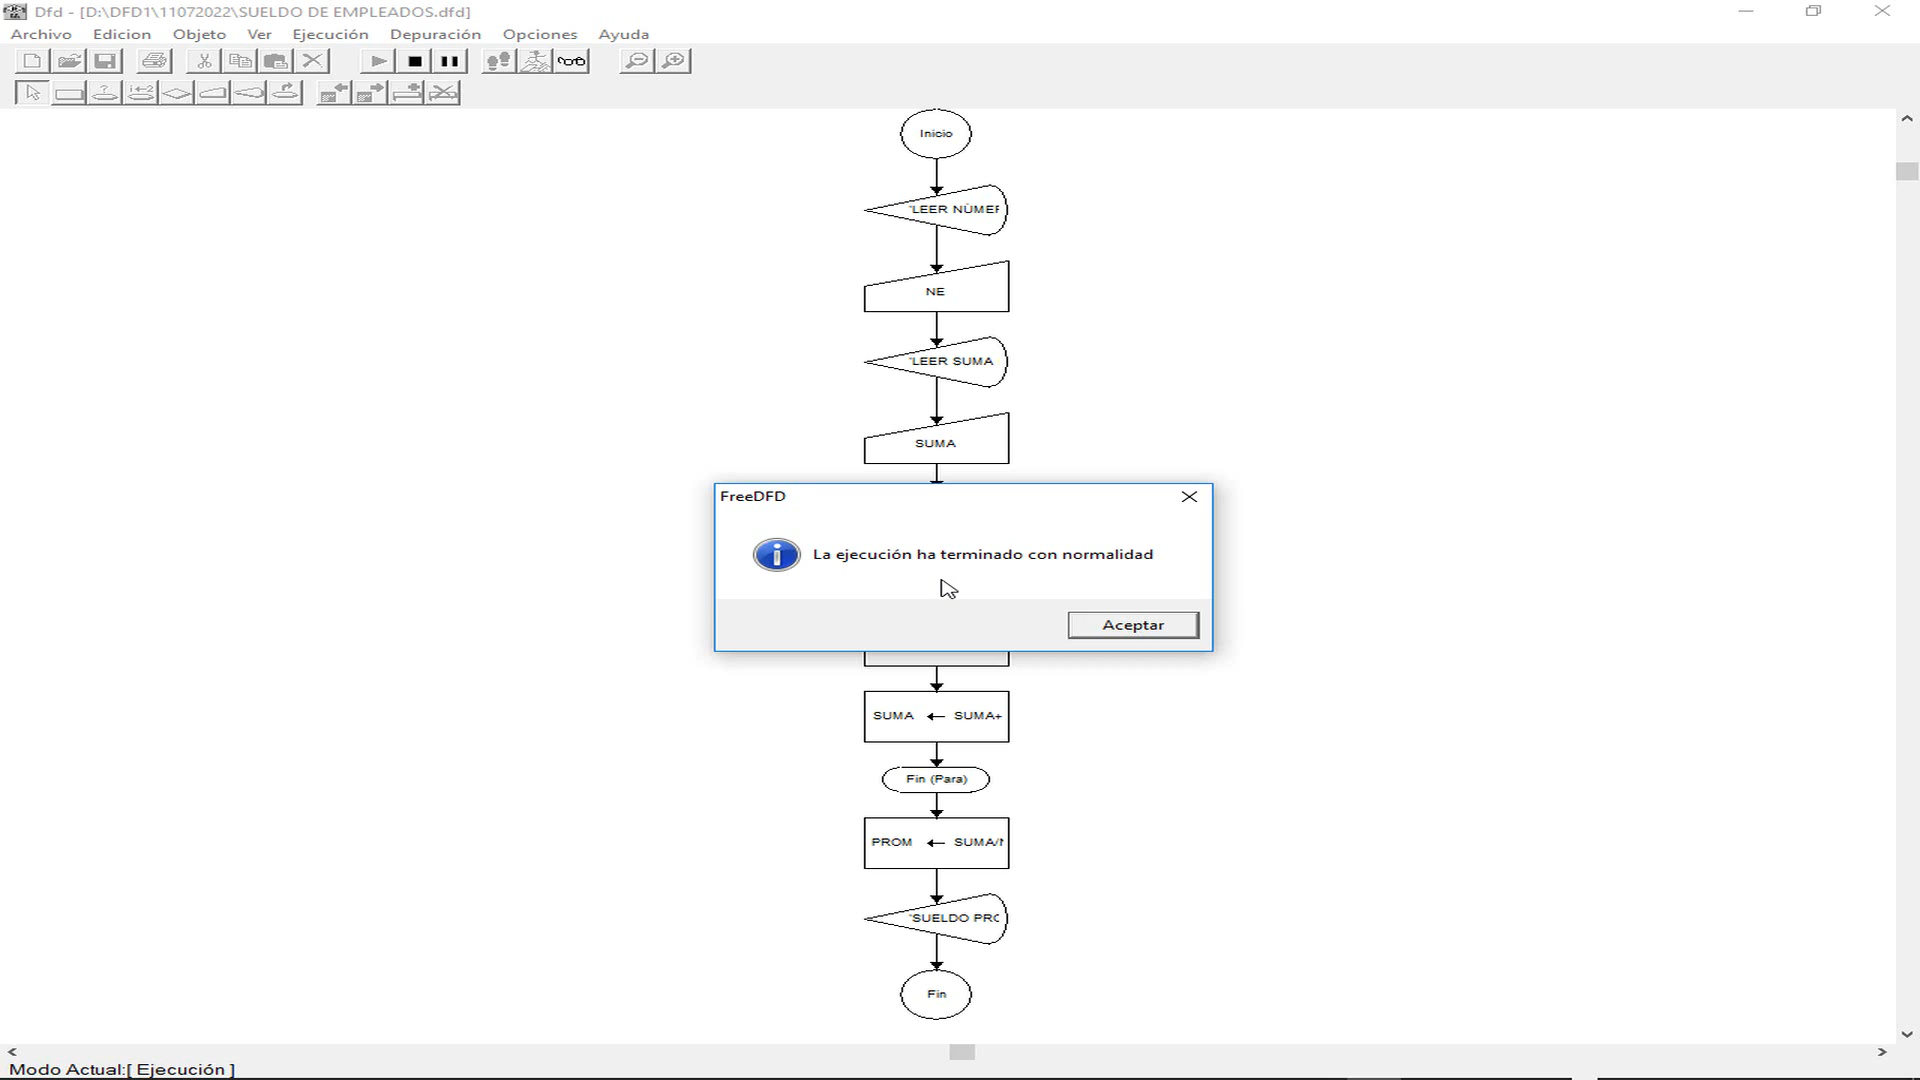 Dfd - [D:\DFD1\11072022\SUELDO DE EMPLEADOS.dfd]
Archivo Edicion Objeto Ver Ejecución Depuración Opciones Ayuda
Inicio
'LEER NÙMER
NE
'LEER SUMA
SUMA
FreeDFD
La ejecución ha terminado con normalidad
Aceptar
SUMA ← SUMA+
Fin (Para)
PROM ← SUMA/N
'SUELDO PRO
Fin
Modo Actual:[ Ejecución ]